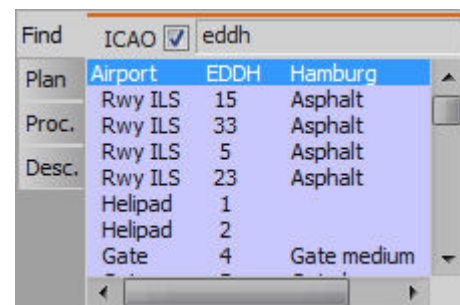 Find ICAO eddh
Plan Airport EDDH Hamburg
Rwy ILS 15 Asphalt
Proc. Rwy ILS 33 Asphalt
Rwy ILS 5 Asphalt
Desc. Rwy ILS 23 Asphalt
Helipad 1
Helipad 2
Gate 4 Gate medium